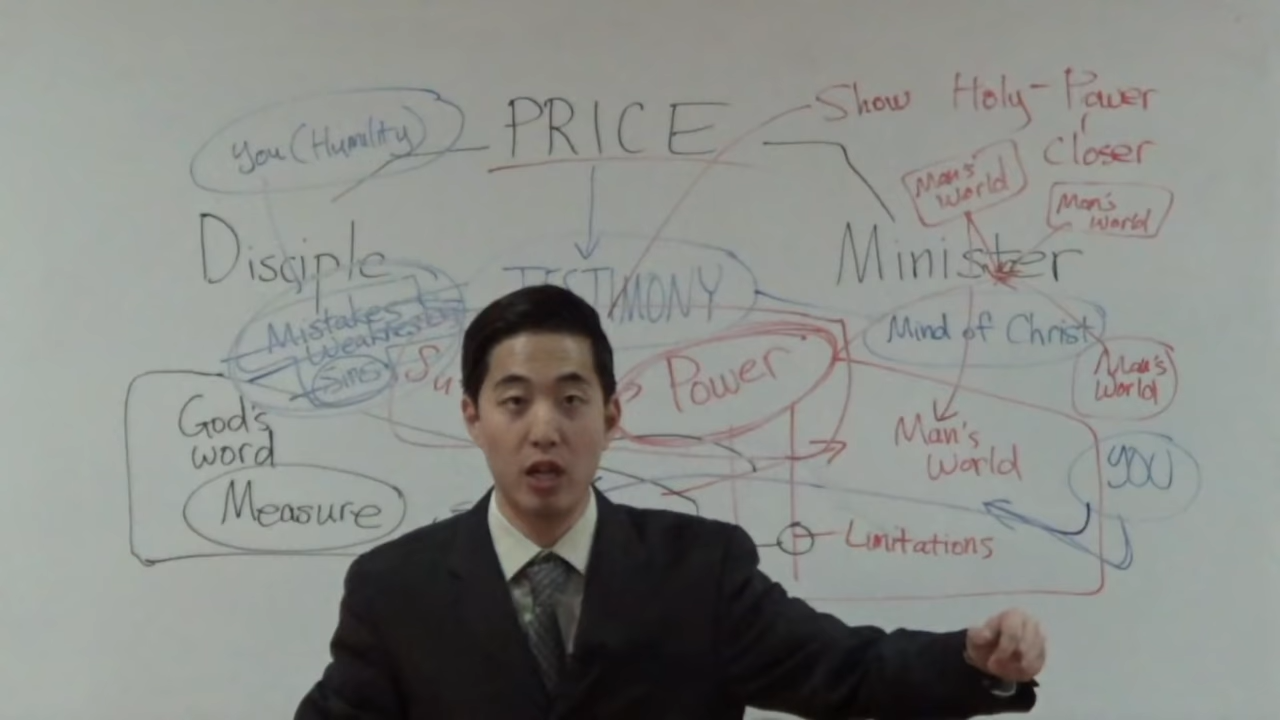 PRICE
Show Holy-Power
Closer
You (Humility)
Man's
world
Man's
world
Disciple
Minister
TESTIMONY
Mistakes
Weaknesses
Sins
Mind of Christ
Power
Man's
world
God's
word
Man's
world
YOU
Measure
Limitations